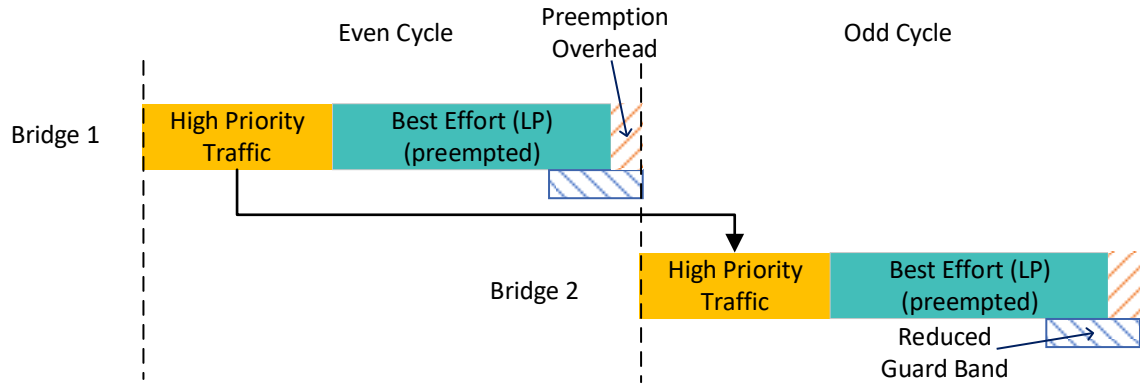 Even Cycle
Preemption
Overhead
Odd Cycle
Bridge 1
High Priority
Traffic
Best Effort (LP)
(preempted)
Bridge 2
High Priority
Traffic
Best Effort (LP)
(preempted)
Reduced
Guard Band